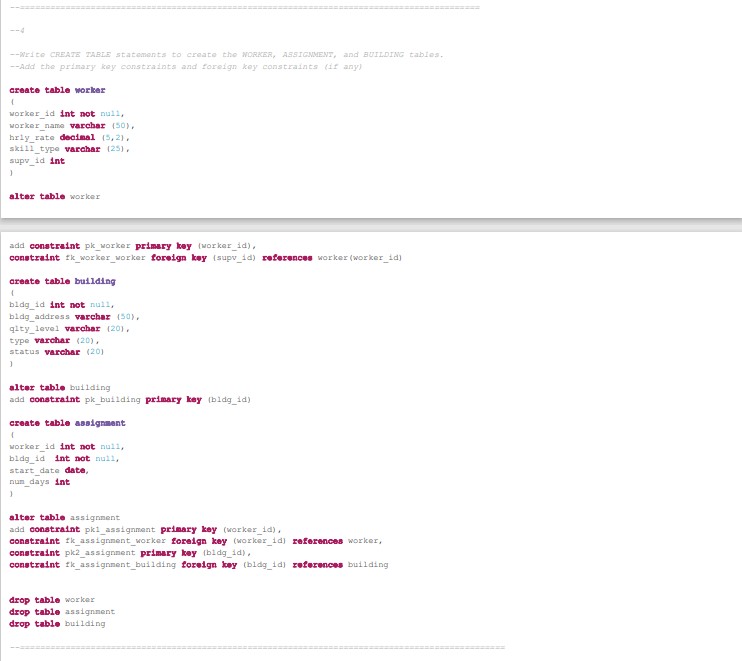 --==========================================================================================
--4
--Write CREATE TABLE statements to create the WORKER, ASSIGNMENT, and BUILDING tables.
--Add the primary key constraints and foreign key constraints (if any)
create table worker
(
worker_id int not null,
worker_name varchar (50),
hrly_rate decimal (5,2),
skill_type varchar (25),
supv_id int
)
alter table worker
add constraint pk_worker primary key (worker_id),
constraint fk_worker_worker foreign key (supv_id) references worker(worker_id)
create table building
(
bldg_id int not null,
bldg_address varchar (50),
qlty_level varchar (20),
type varchar (20),
status varchar (20)
)
alter table building
add constraint pk_building primary key (bldg_id)
create table assignment
(
worker_id int not null,
bldg_id  int not null,
start_date date,
num_days int
)
alter table assignment
add constraint pk1_assignment primary key (worker_id),
constraint fk_assignment_worker foreign key (worker_id) references worker,
constraint pk2_assignment primary key (bldg_id),
constraint fk_assignment_building foreign key (bldg_id) references building
drop table worker
drop table assignment
drop table building
--===============================================================================================